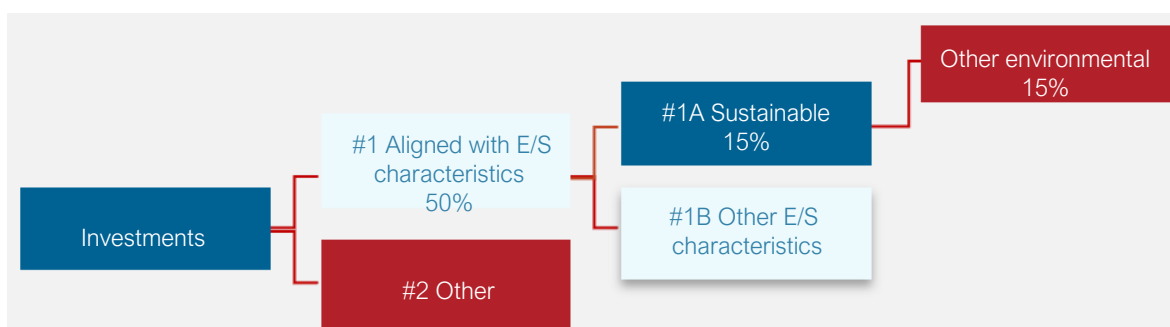 Investments
#1 Aligned with E/S
characteristics
50%
#2 Other
#1A Sustainable
15%
#1B Other E/S
characteristics
Other environmental
15%